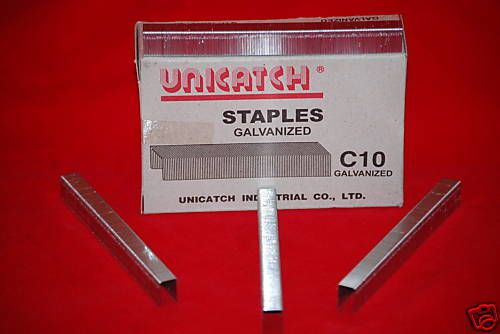 UNICATCH®
STAPLES
GALVANIZED
C10
GALVANIZED
UNICATCH INDUSTRIAL CO., LTD.